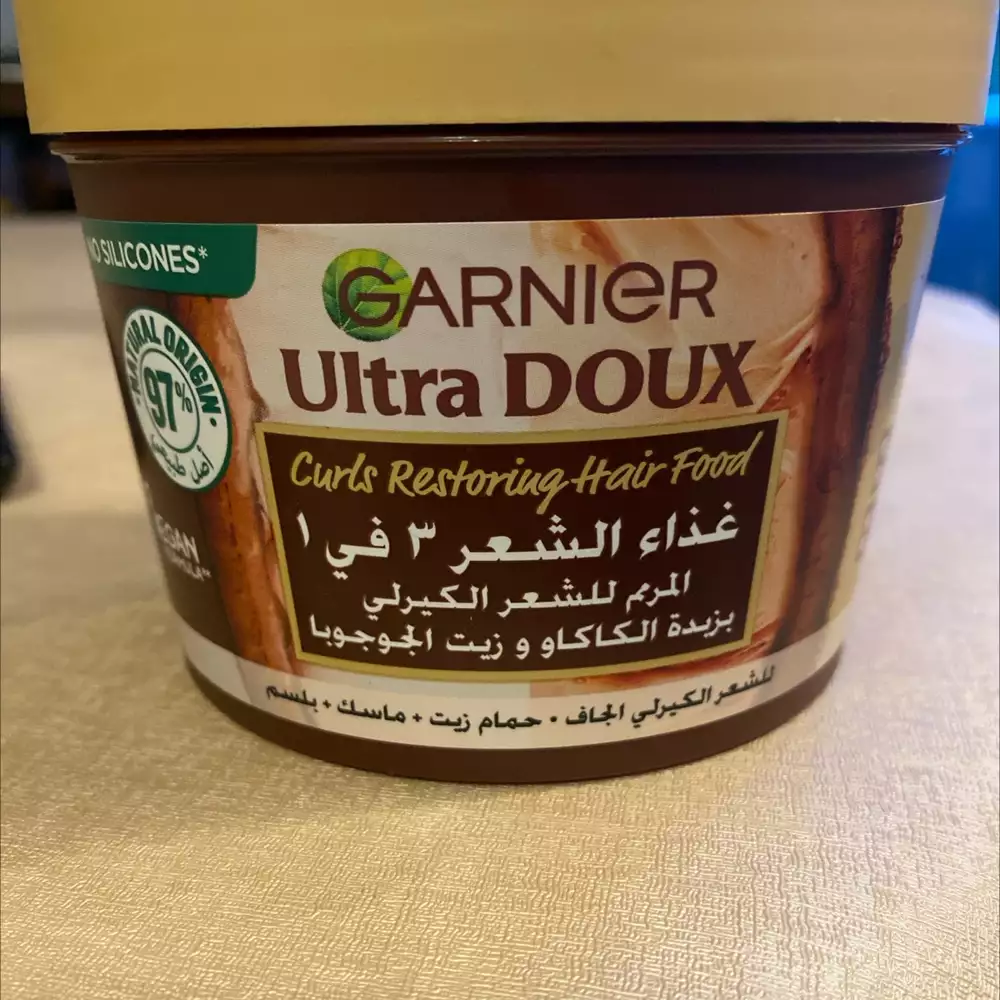 NO SILICONES*
GARNIER
Ultra DOUX
NATURAL ORIGIN
97%
أصل طبيعي
Curls Restoring Hair Food
غذاء الشعر ٣ في ١
المرمم للشعر الكيرلي
بزبدة الكاكاو و زيت الجوجوبا
للشعر الكيرلي الجاف • حمام زيت + ماسك + بلسم